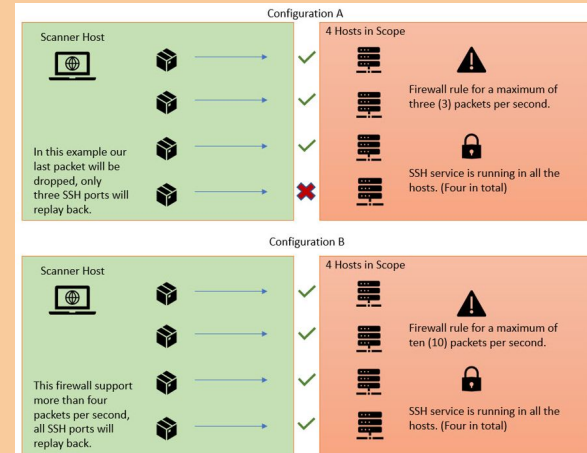 Configuration A
Scanner Host
In this example our
last packet will be
dropped, only
three SSH ports will
replay back.
4 Hosts in Scope
Firewall rule for a maximum of
three (3) packets per second.
SSH service is running in all the
hosts. (Four in total)
Configuration B
Scanner Host
This firewall support
more than four
packets per second,
all SSH ports will
replay back.
4 Hosts in Scope
Firewall rule for a maximum of
ten (10) packets per second.
SSH service is running in all the
hosts. (Four in total)